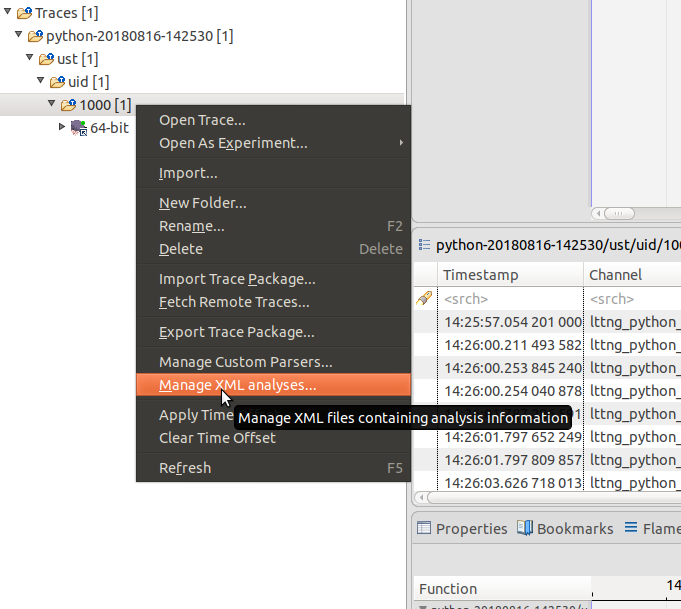 Traces [1]
python-20180816-142530 [1]
ust [1]
uid [1]
1000 [1]
64-bit
Open Trace...
Open As Experiment...
Import...
New Folder...
Rename... F2
Delete Delete
Import Trace Package...
Fetch Remote Traces...
Export Trace Package...
Manage Custom Parsers...
Manage XML analyses...
Apply Time
Manage XML files containing analysis information
Clear Time Offset
Refresh F5
python-20180816-142530/ust/uid/100
Timestamp Channel
<srch> <srch>
14:25:57.054 201 000 lttng_python_
14:26:00.211 493 582 lttng_python_
14:26:00.253 845 240 lttng_python_
14:26:00.254 040 878 lttng_python_
14:26:01.797 652 249 lttng_python_
14:26:01.797 809 857 lttng_python_
14:26:03.626 718 013 lttng_python_
Properties Bookmarks Flame
Function 14